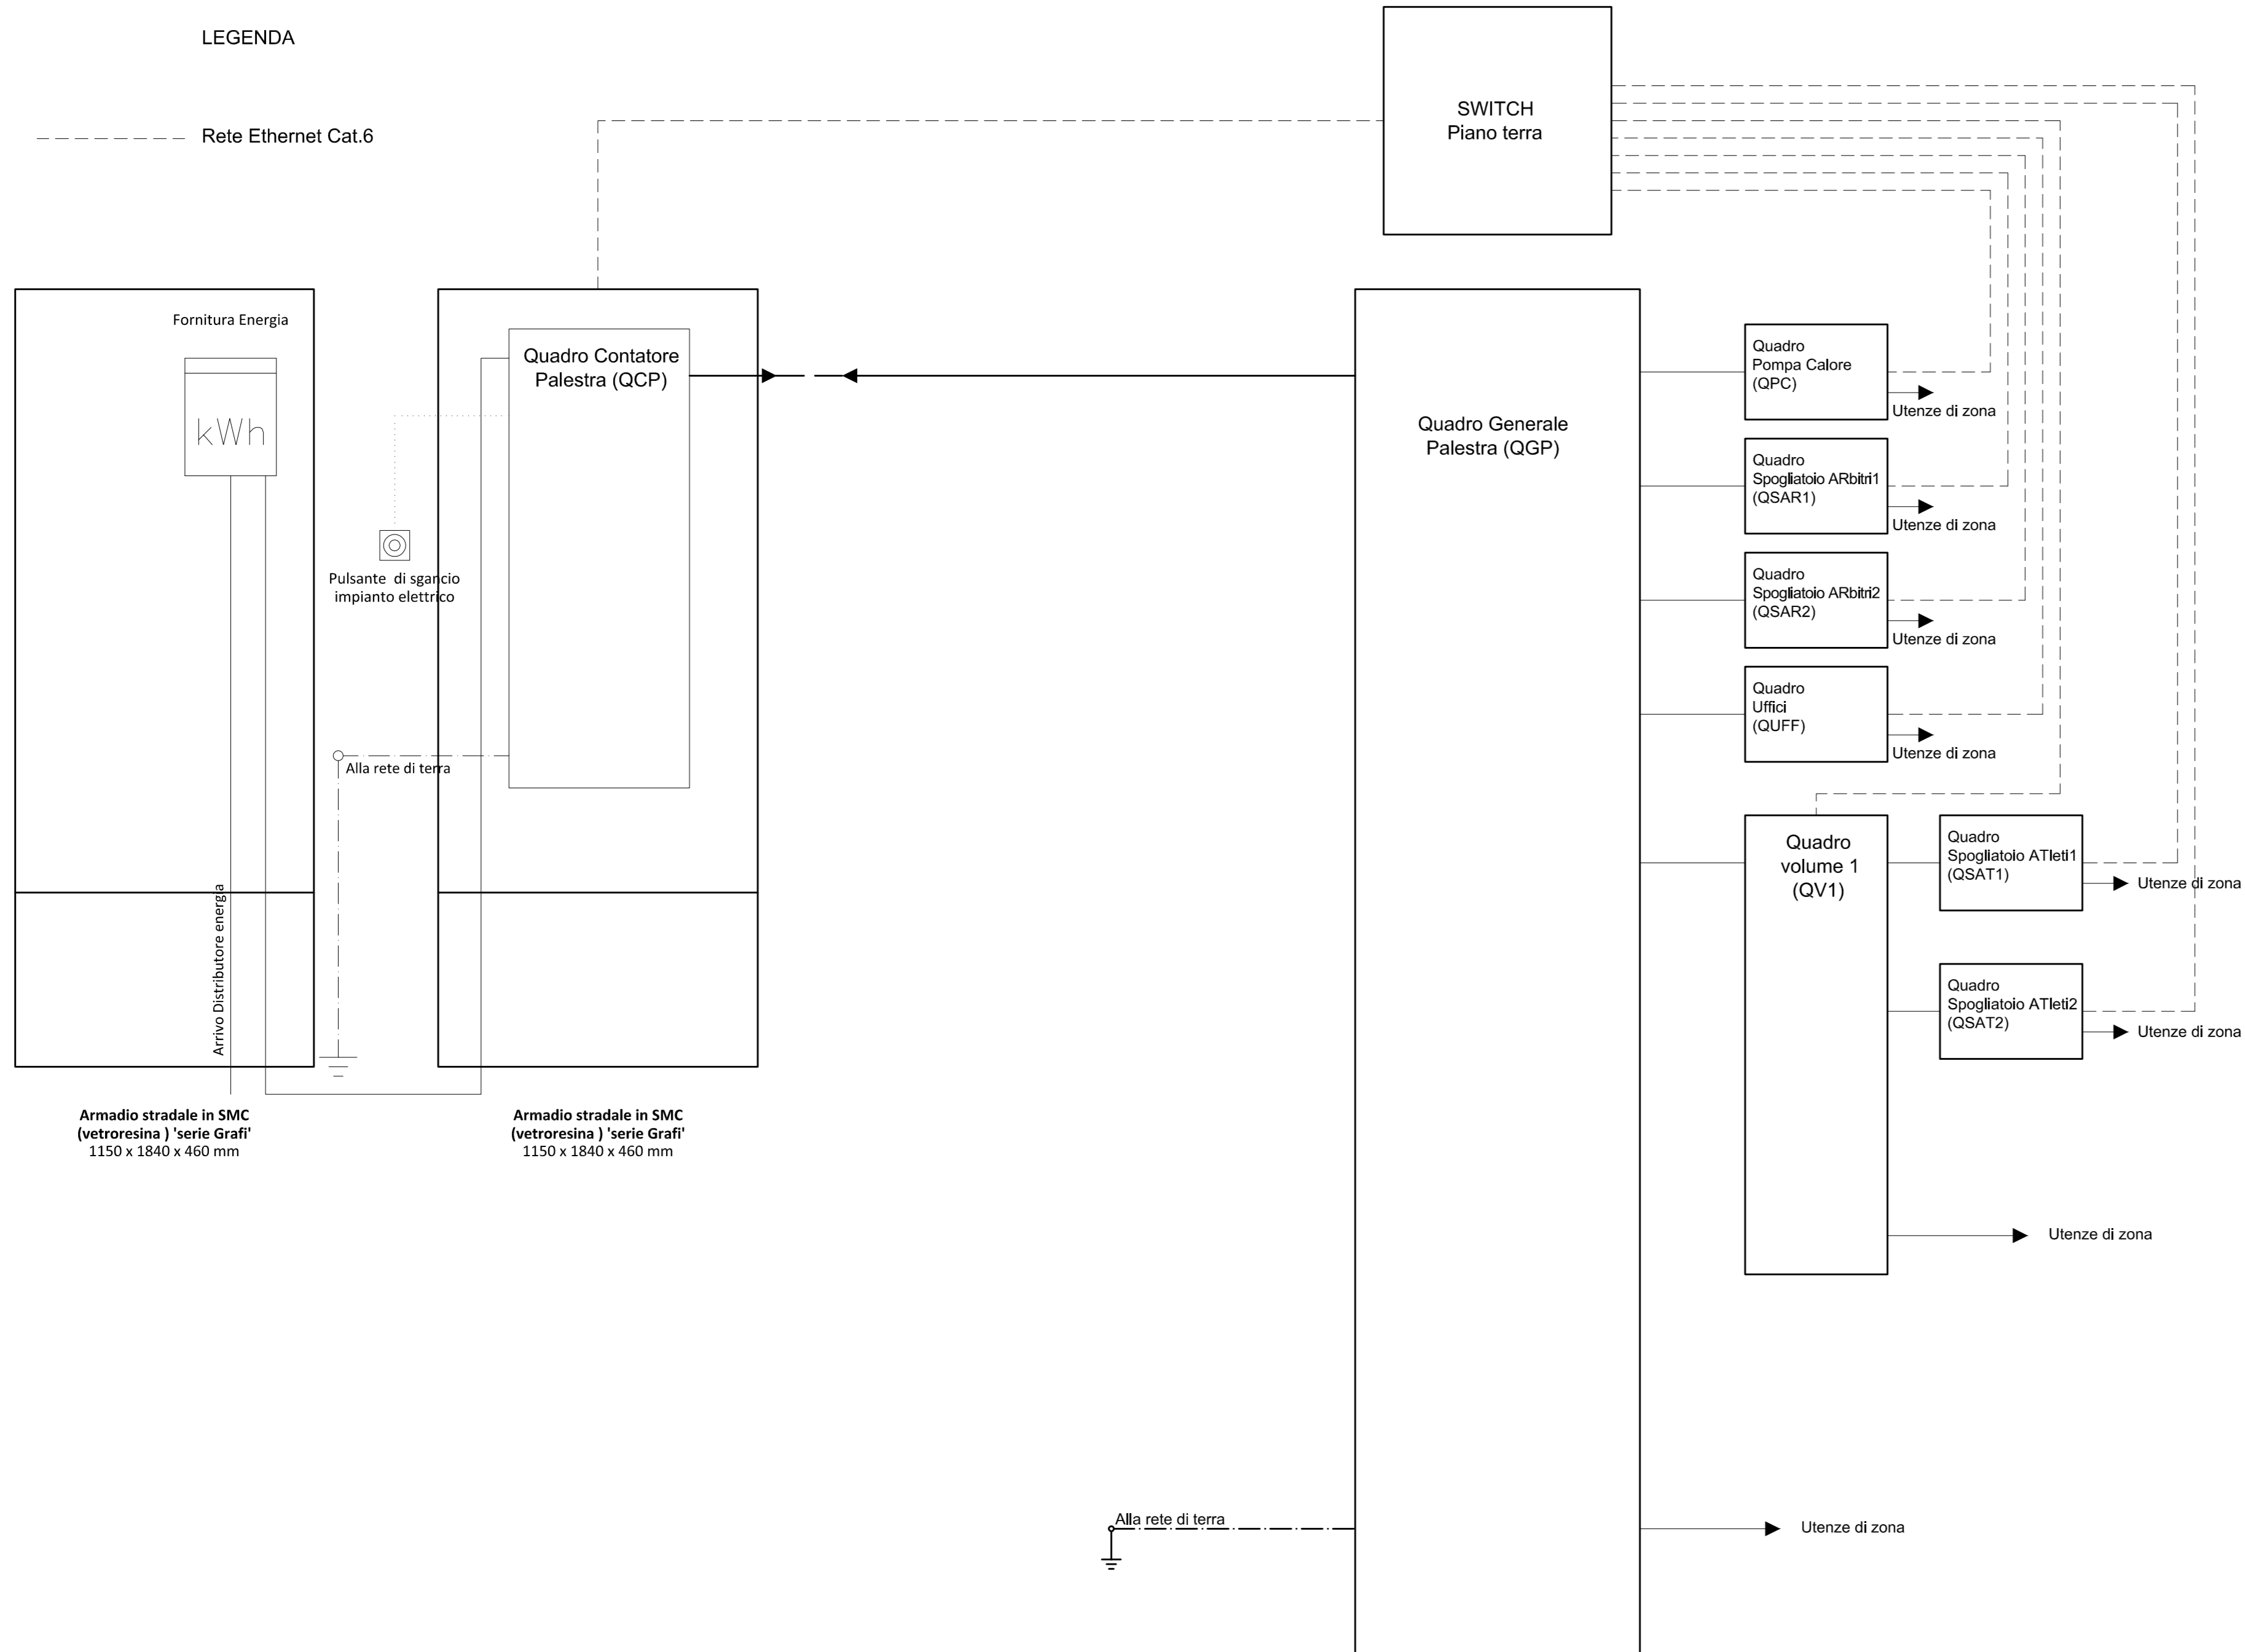 LEGENDA
Rete Ethernet Cat.6
SWITCH
Piano terra
Fornitura Energia
kWh
Arrivo Distributore energia
Armadio stradale in SMC
(vetroresina ) 'serie Grafi'
1150 x 1840 x 460 mm
Pulsante di sgancio
impianto elettrico
Alla rete di terra
Quadro Contatore
Palestra (QCP)
Armadio stradale in SMC
(vetroresina ) 'serie Grafi'
1150 x 1840 x 460 mm
Quadro Generale
Palestra (QGP)
Alla rete di terra
Quadro
Pompa Calore
(QPC)
Utenze di zona
Quadro
Spogliatoio ARbitri1
(QSAR1)
Utenze di zona
Quadro
Spogliatoio ARbitri2
(QSAR2)
Utenze di zona
Quadro
Uffici
(QUFF)
Utenze di zona
Quadro
volume 1
(QV1)
Quadro
Spogliatoio ATleti1
(QSAT1)
Utenze di zona
Quadro
Spogliatoio ATleti2
(QSAT2)
Utenze di zona
Utenze di zona
Utenze di zona